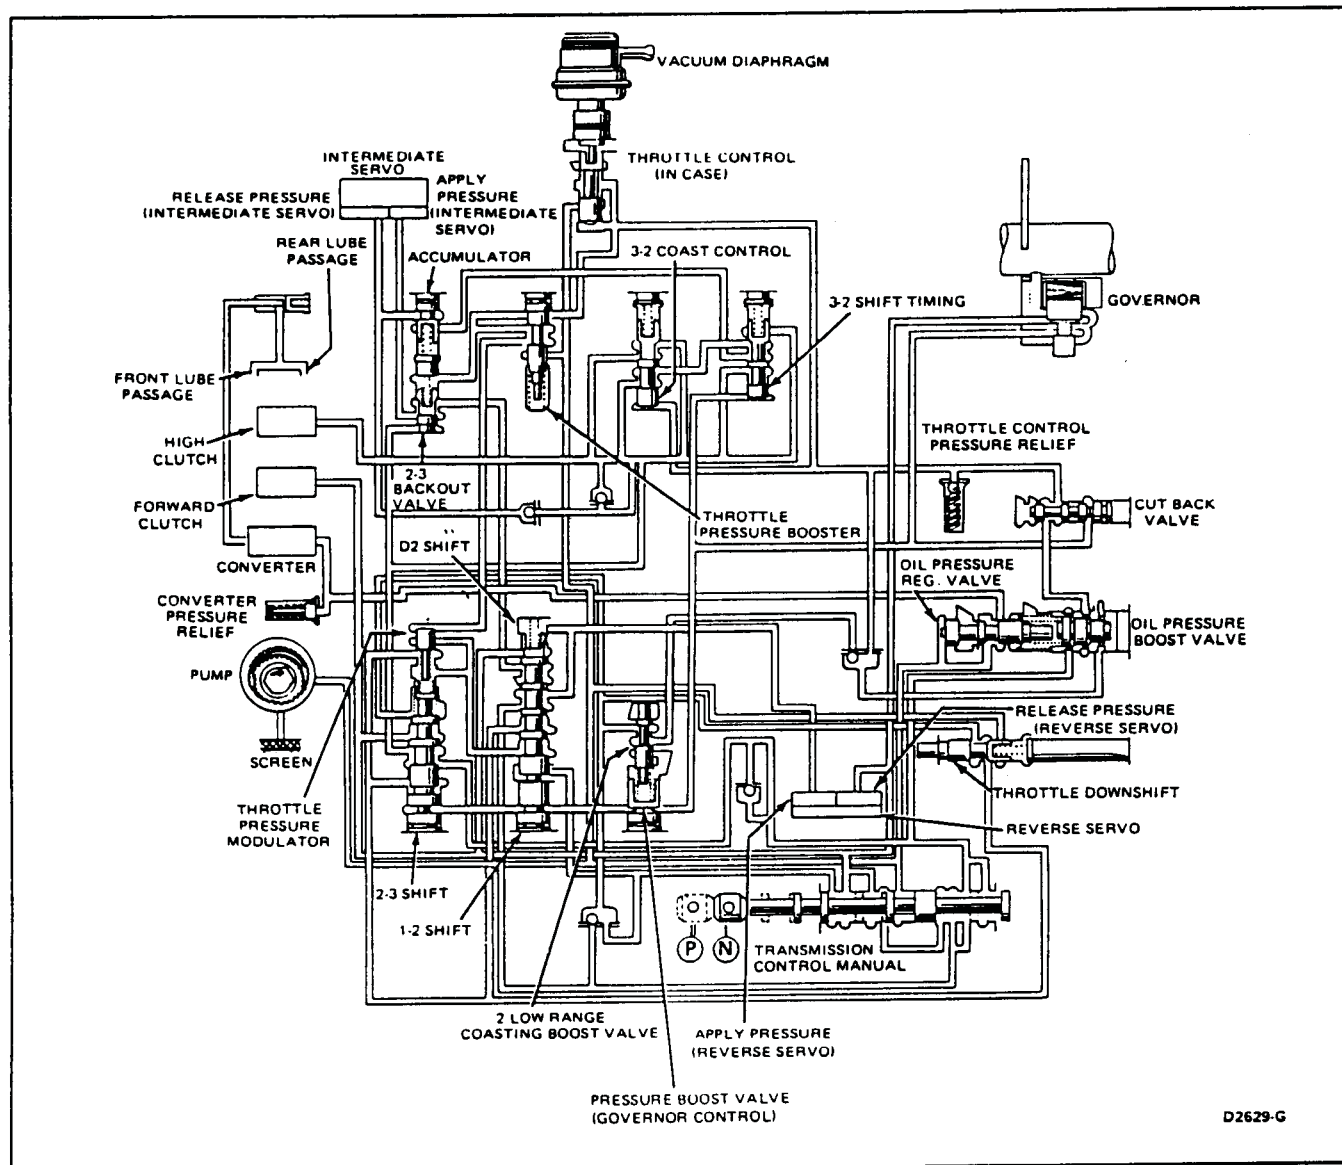 VACUUM DIAPHRAGM
THROTTLE CONTROL
(IN CASE)
INTERMEDIATE
SERVO
RELEASE PRESSURE
(INTERMEDIATE SERVO)
APPLY
PRESSURE
(INTERMEDIATE
SERVO)
REAR LUBE
PASSAGE
ACCUMULATOR
3-2 COAST CONTROL
3-2 SHIFT TIMING
GOVERNOR
FRONT LUBE
PASSAGE
HIGH
CLUTCH
2-3
BACKOUT
VALVE
THROTTLE CONTROL
PRESSURE RELIEF
FORWARD
CLUTCH
THROTTLE
PRESSURE BOOSTER
CUT BACK
VALVE
D2 SHIFT
CONVERTER
OIL PRESSURE
REG. VALVE
CONVERTER
PRESSURE
RELIEF
OIL PRESSURE
BOOST VALVE
PUMP
RELEASE PRESSURE
(REVERSE SERVO)
SCREEN
THROTTLE DOWNSHIFT
THROTTLE
PRESSURE
MODULATOR
REVERSE SERVO
2-3 SHIFT
1-2 SHIFT
P N
TRANSMISSION
CONTROL MANUAL
2 LOW RANGE
COASTING BOOST VALVE
APPLY PRESSURE
(REVERSE SERVO)
PRESSURE BOOST VALVE
(GOVERNOR CONTROL)
D2629-G